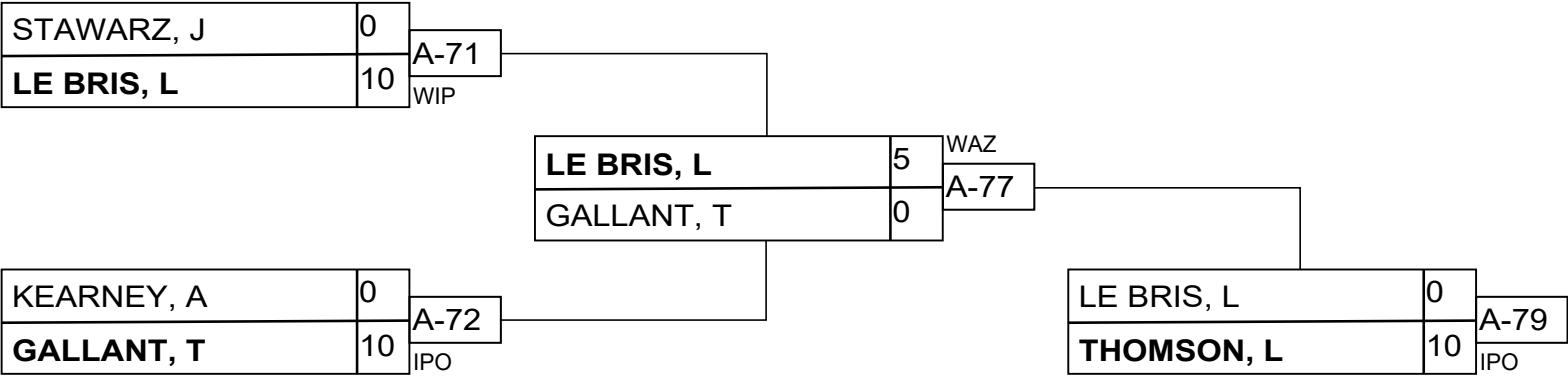 STAWARZ, J 0
A-71
LE BRIS, L 10
WIP
LE BRIS, L 5
WAZ
A-77
GALLANT, T 0
KEARNEY, A 0
A-72
GALLANT, T 10
IPO
LE BRIS, L 0
A-79
THOMSON, L 10
IPO